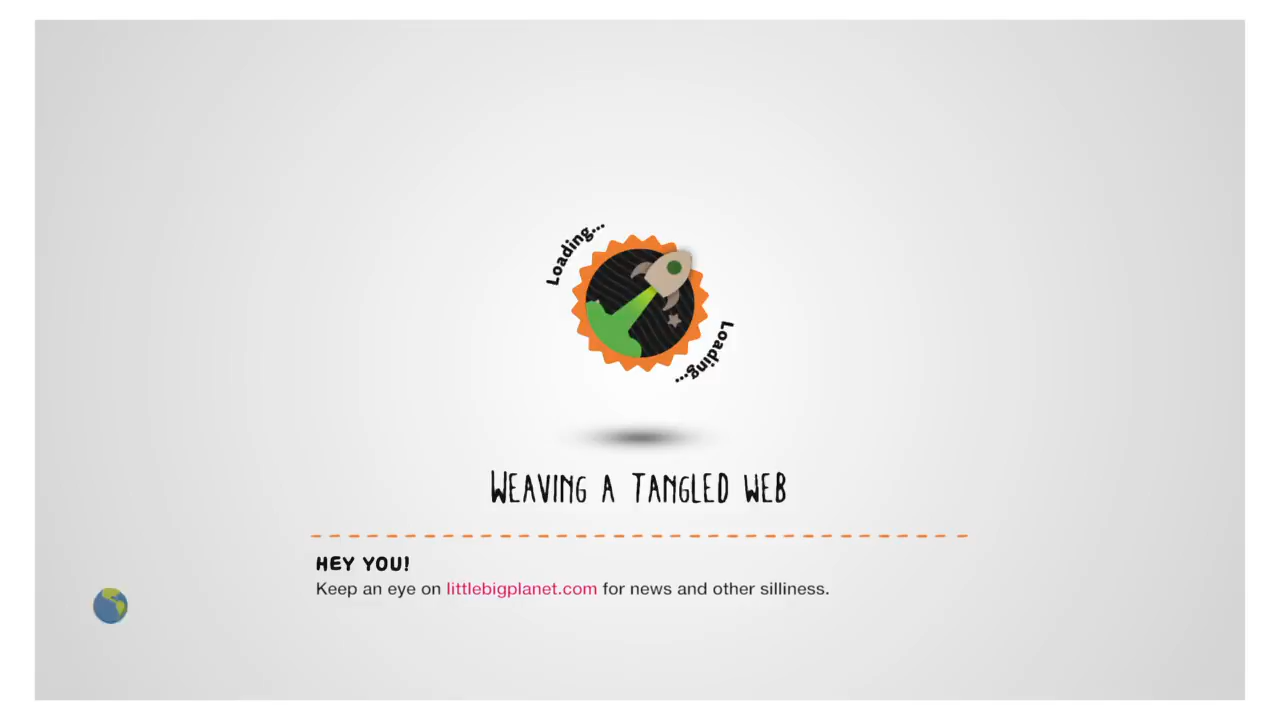 Loading...
Loading...
WEAVING A TANGLED WEB
HEY YOU!
Keep an eye on littlebigplanet.com for news and other silliness.